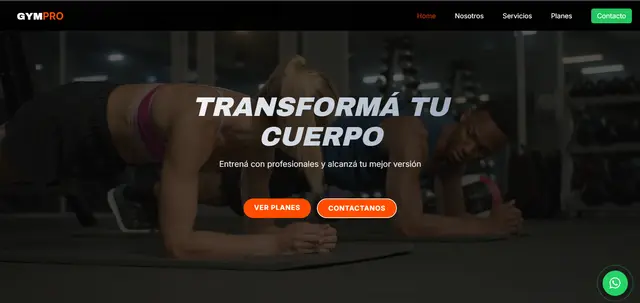 GYMPRO
Home Nosotros Servicios Planes Contacto
TRANSFORMÁ TU
CUERPO
Entrená con profesionales y alcanzá tu mejor versión
VER PLANES CONTACTANOS